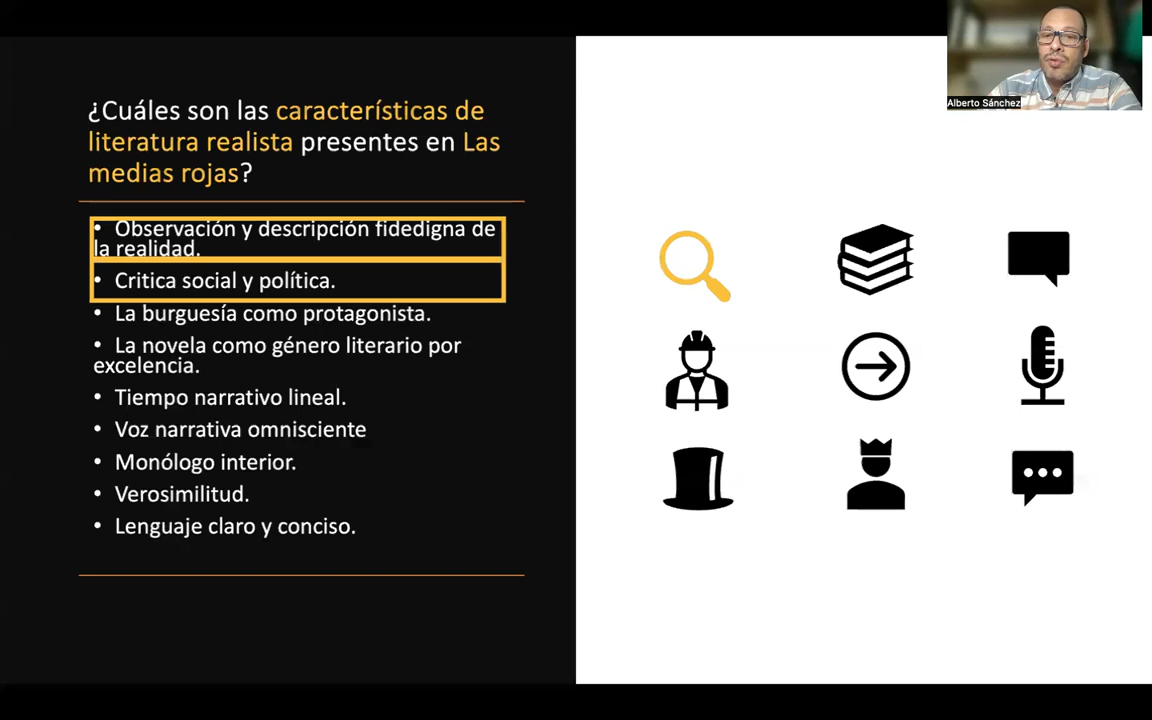 ¿Cuáles son las características de
literatura realista presentes en Las
medias rojas?
• Observación y descripción fidedigna de
la realidad.
• Critica social y política.
• La burguesía como protagonista.
• La novela como género literario por
excelencia.
• Tiempo narrativo lineal.
• Voz narrativa omnisciente
• Monólogo interior.
• Verosimilitud.
• Lenguaje claro y conciso.
Alberto Sánchez